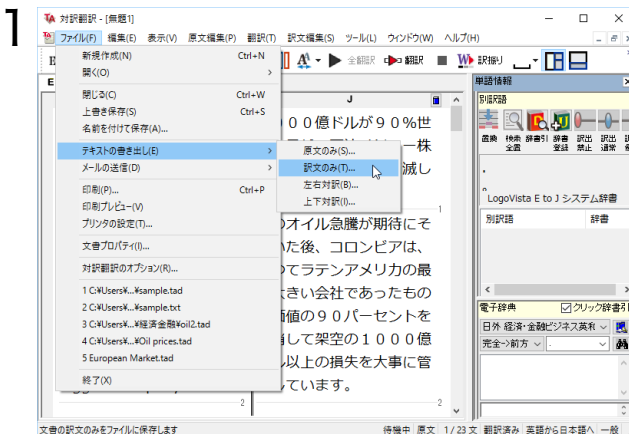 1
対訳翻訳 - [無題1]
ファイル(F) 編集(E) 表示(V) 原文編集(P) 翻訳(T) 訳文編集(S) ツール(L) ウィンドウ(W) ヘルプ(H)
全翻訳 翻訳 訳振り
新規作成(N) Ctrl+N
開く(O)
閉じる(C) Ctrl+W
上書き保存(S) Ctrl+S
名前を付けて保存(A)...
テキストの書き出し(E)
メールの送信(D)
印刷(P)... Ctrl+P
印刷プレビュー(V)
プリンタの設定(T)...
文書プロパティ(I)...
対訳翻訳のオプション(R)...
1 C:¥Users¥...¥sample.tad
2 C:¥Users¥...¥sample.txt
3 C:¥Users¥...¥経済金融¥oil2.tad
4 C:¥Users¥...¥Oil prices.tad
5 European Market.tad
終了(X)
原文のみ(S)...
訳文のみ(T)...
左右対訳(B)...
上下対訳(I)...
E
J
00億ドルが90%世
一株
滅し
1
オイル急騰が期待にそ
いた後、コロンビアは、
てラテンアメリカの最
大きい会社であったもの
価値の90パーセントを
して架空の1000億
以上の損失を大事に管
しています。
2
2
単語情報
別訳語
置換 検索 辞書引 辞書 訳出 訳出
全置 登録 禁止 通常
LogoVista E to J システム辞書
別訳語 辞書
電子辞典 クリック辞書引
日外 経済・金融ビジネス英和
完全->前方
文書の訳文のみをファイルに保存します
待機中 原文 1/23 文 翻訳済み 英語から日本語へ 一般